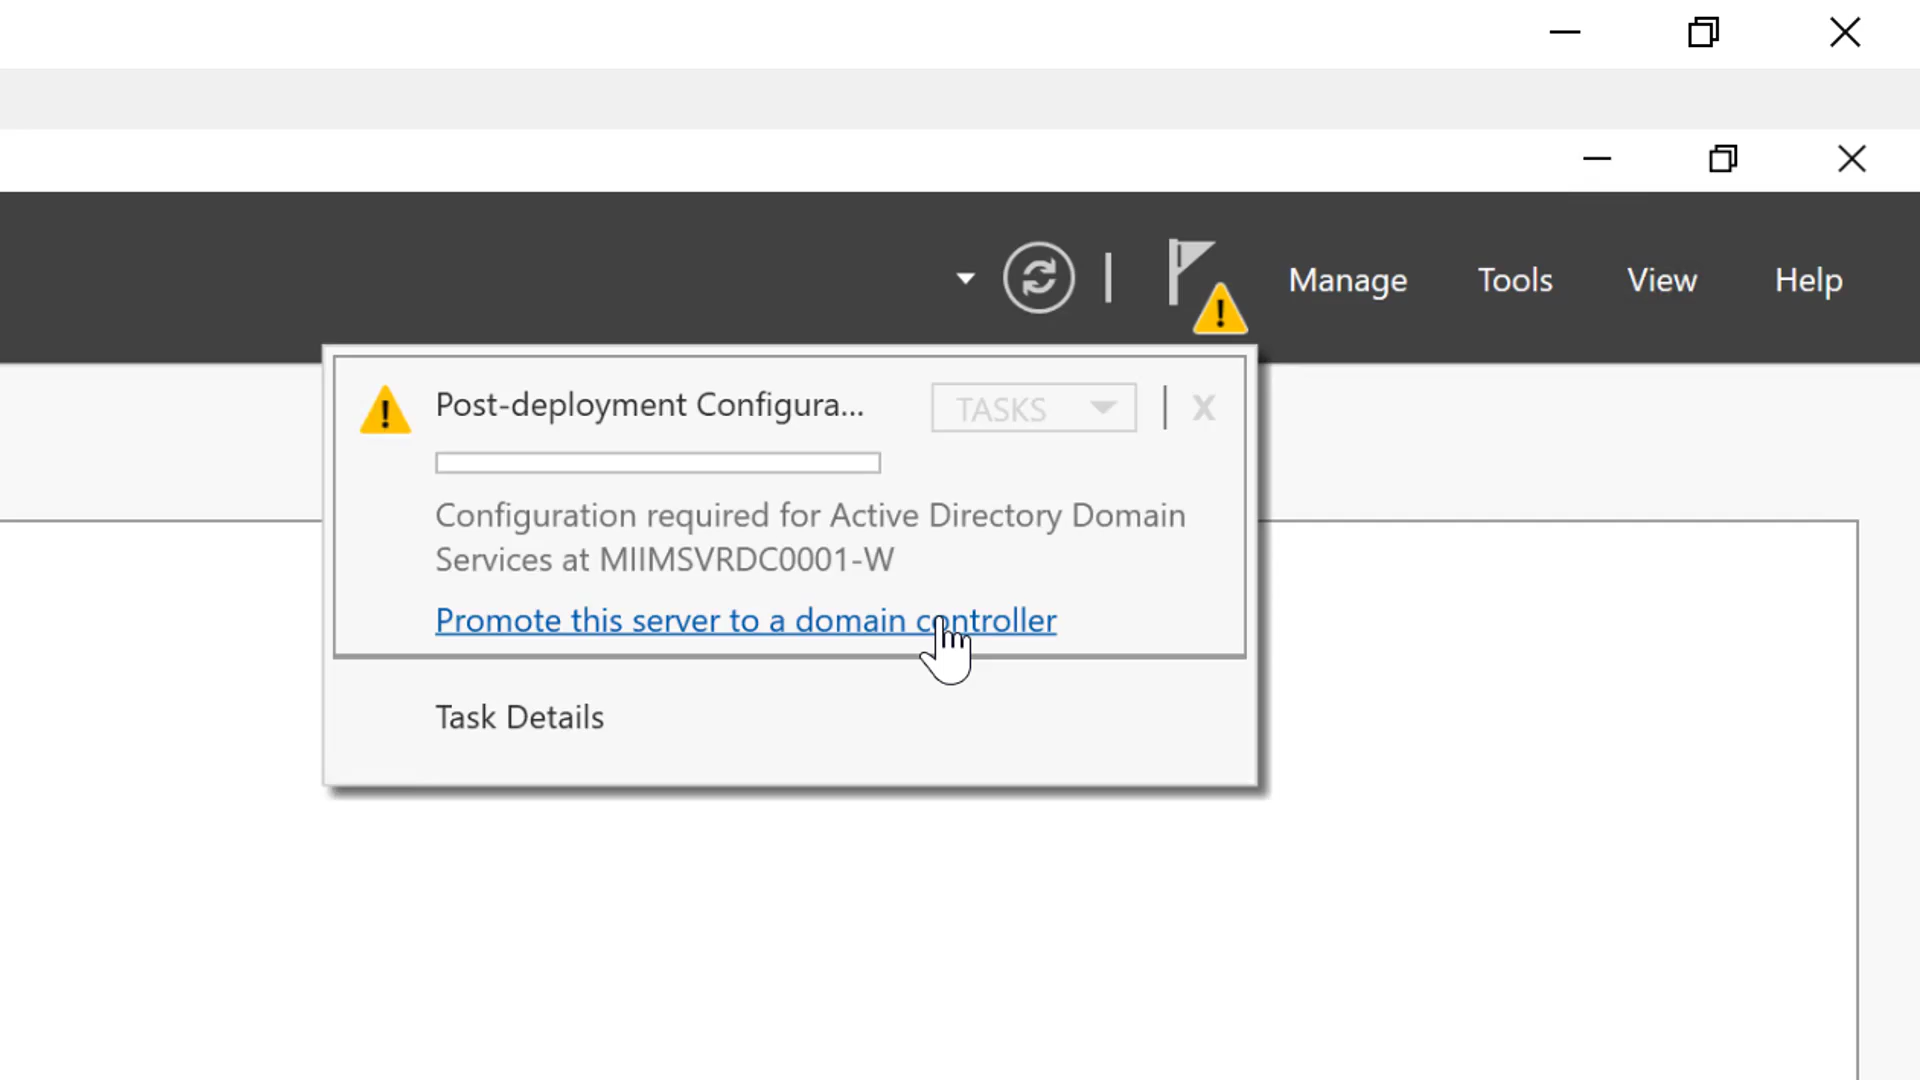 Manage Tools View Help
Post-deployment Configura... TASKS X
Configuration required for Active Directory Domain
Services at MIIMSVRDC0001-W
Promote this server to a domain controller
Task Details